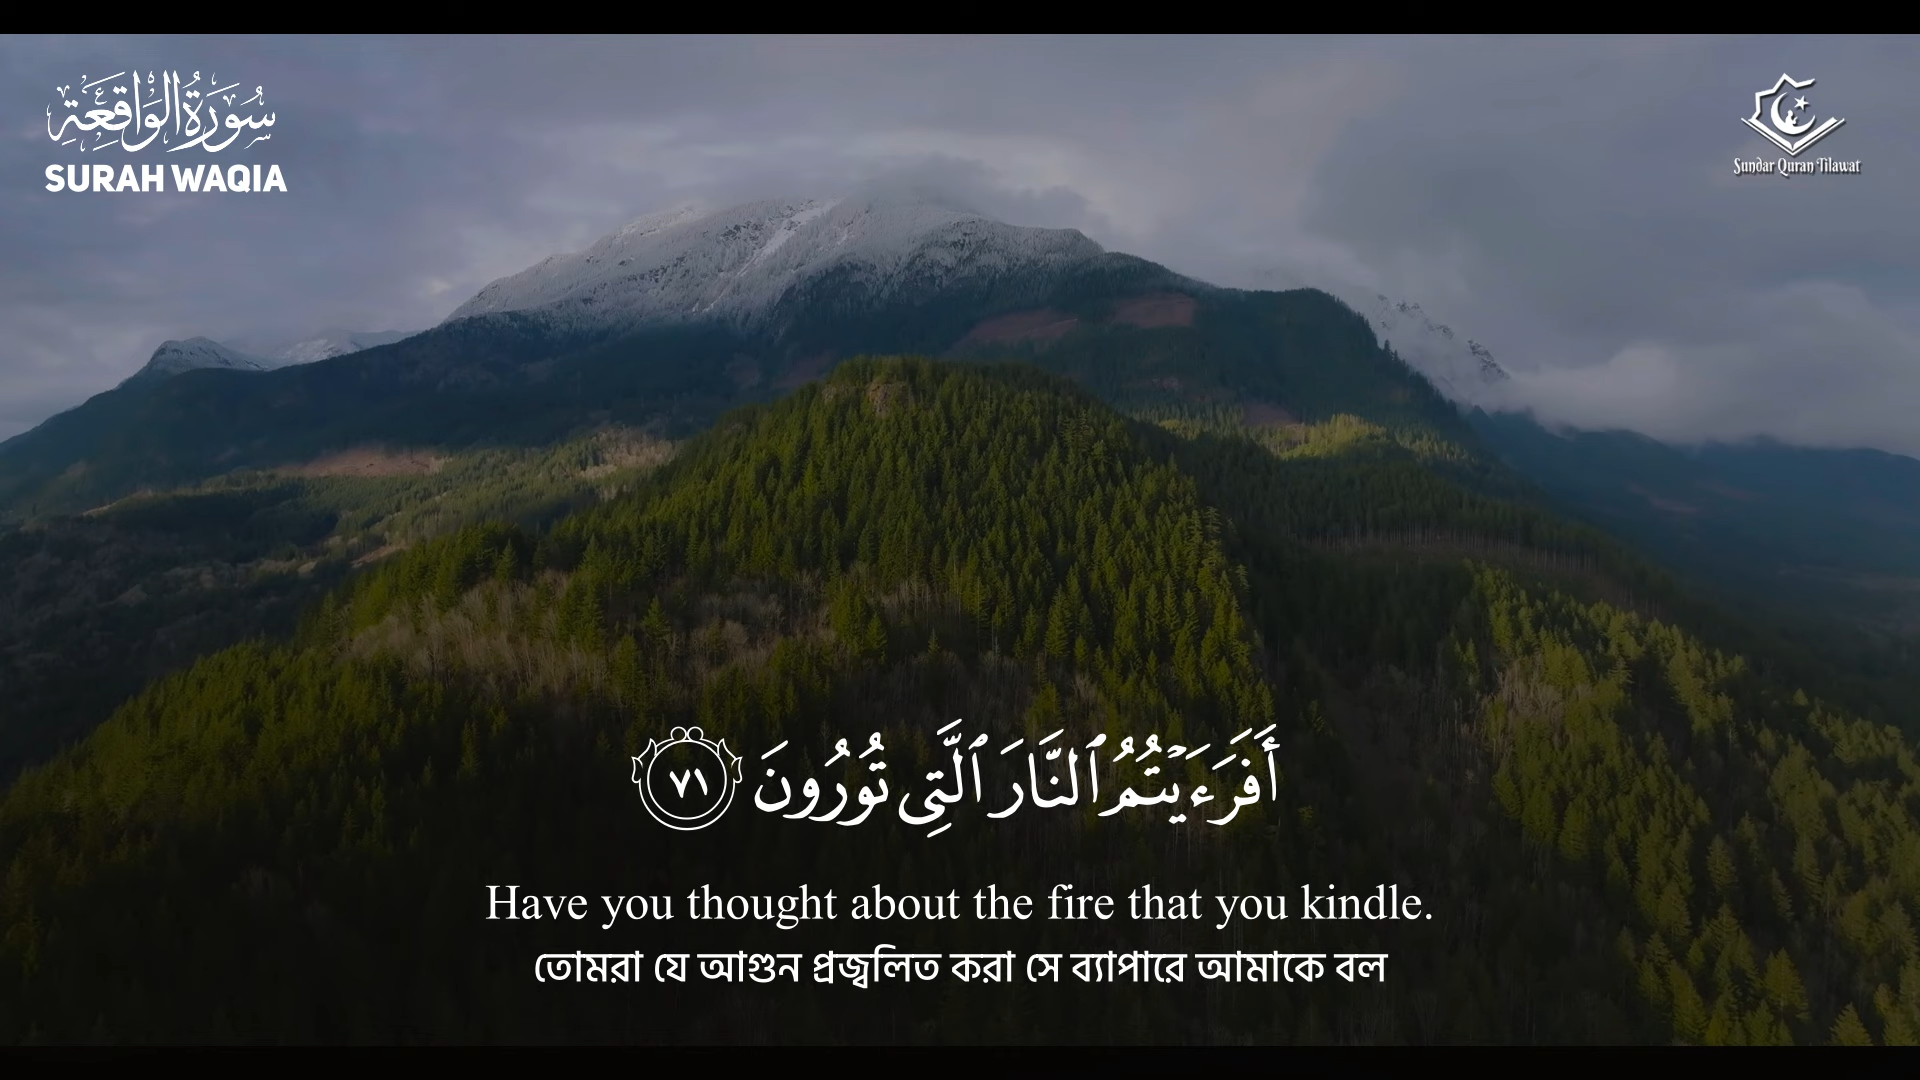 سُورَةُ الْوَاقِعَةِ
SURAH WAQIA
Sundar Quran Tilawat
أَفَرَءَيۡتُمُ ٱلنَّارَ ٱلَّتِي تُورُونَ ٧١
Have you thought about the fire that you kindle.
তোমরা যে আগুন প্রজ্বলিত করা সে ব্যাপারে আমাকে বল